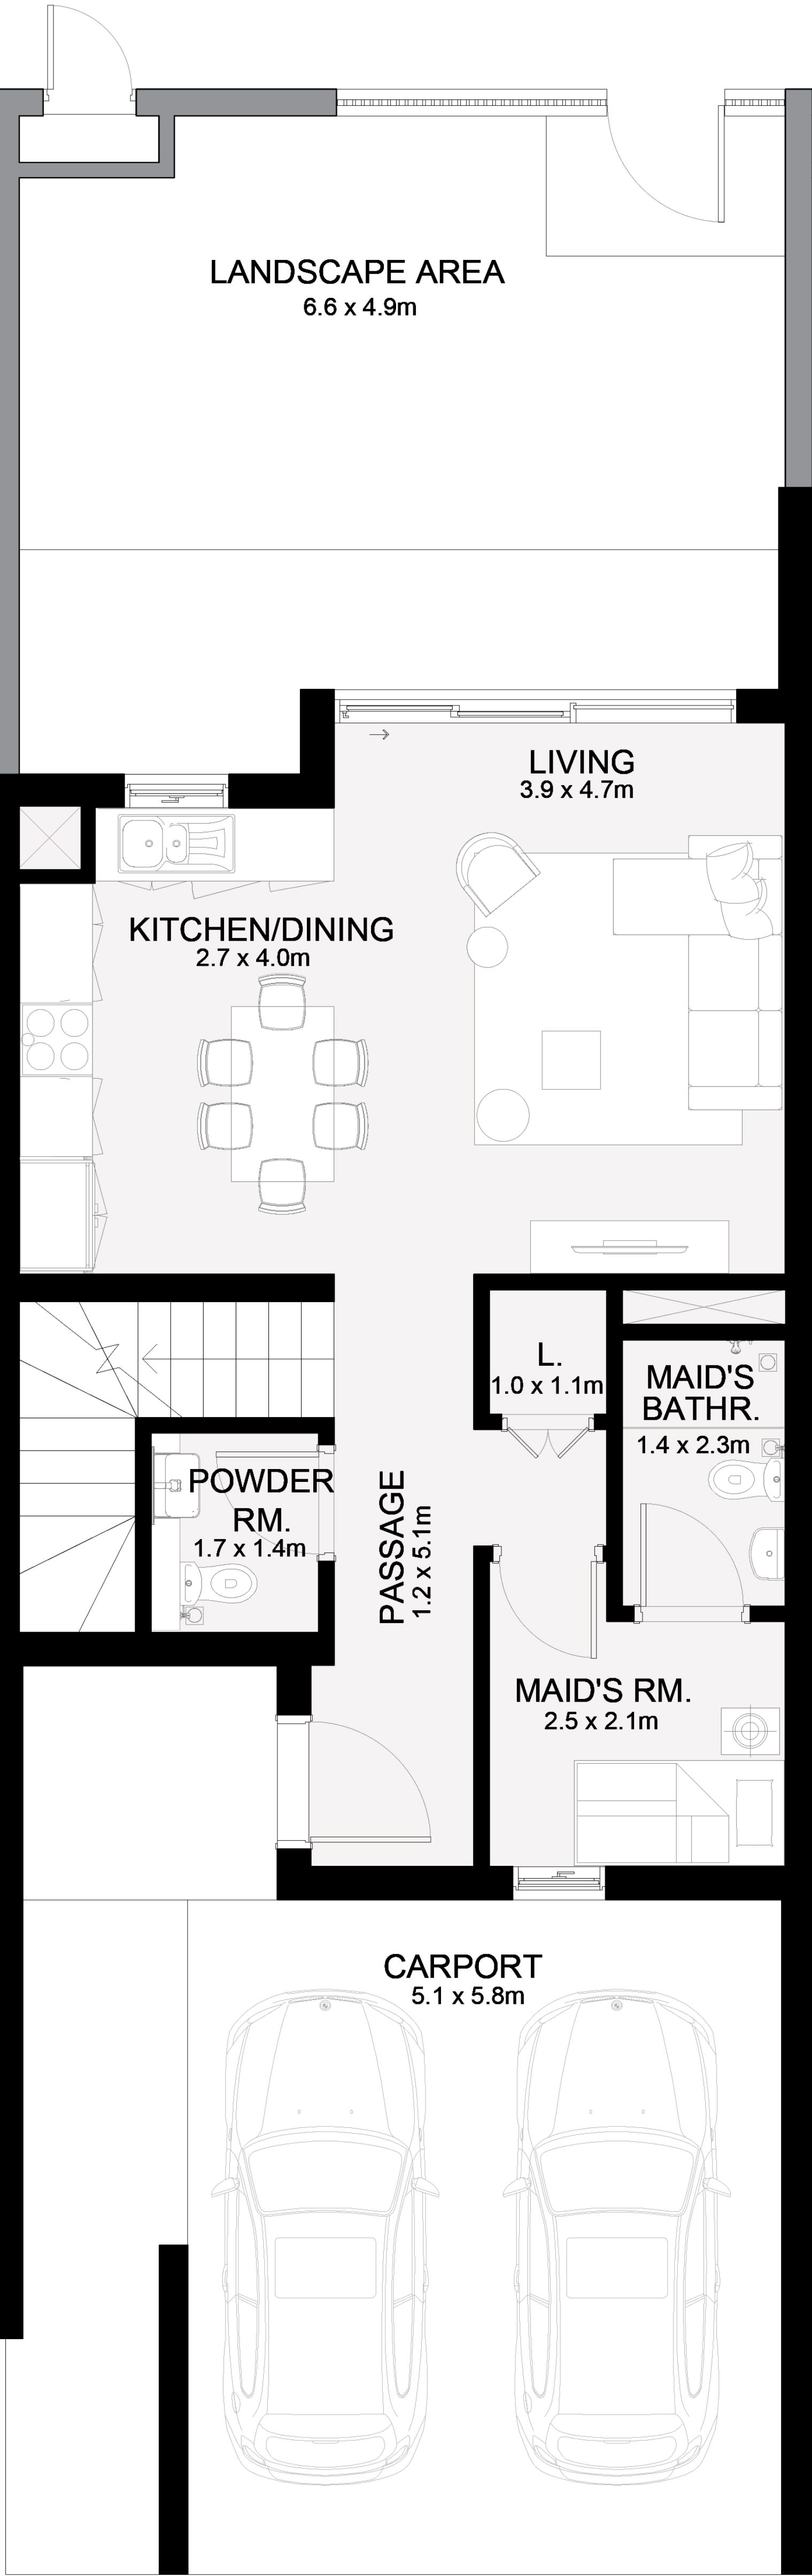 LANDSCAPE AREA
6.6 x 4.9m
LIVING
3.9 x 4.7m
KITCHEN/DINING
2.7 x 4.0m
L.
1.0 x 1.1m
MAID'S
BATHR.
1.4 x 2.3m
POWDER
RM.
1.7 x 1.4m
PASSAGE
1.2 x 5.1m
MAID'S RM.
2.5 x 2.1m
CARPORT
5.1 x 5.8m